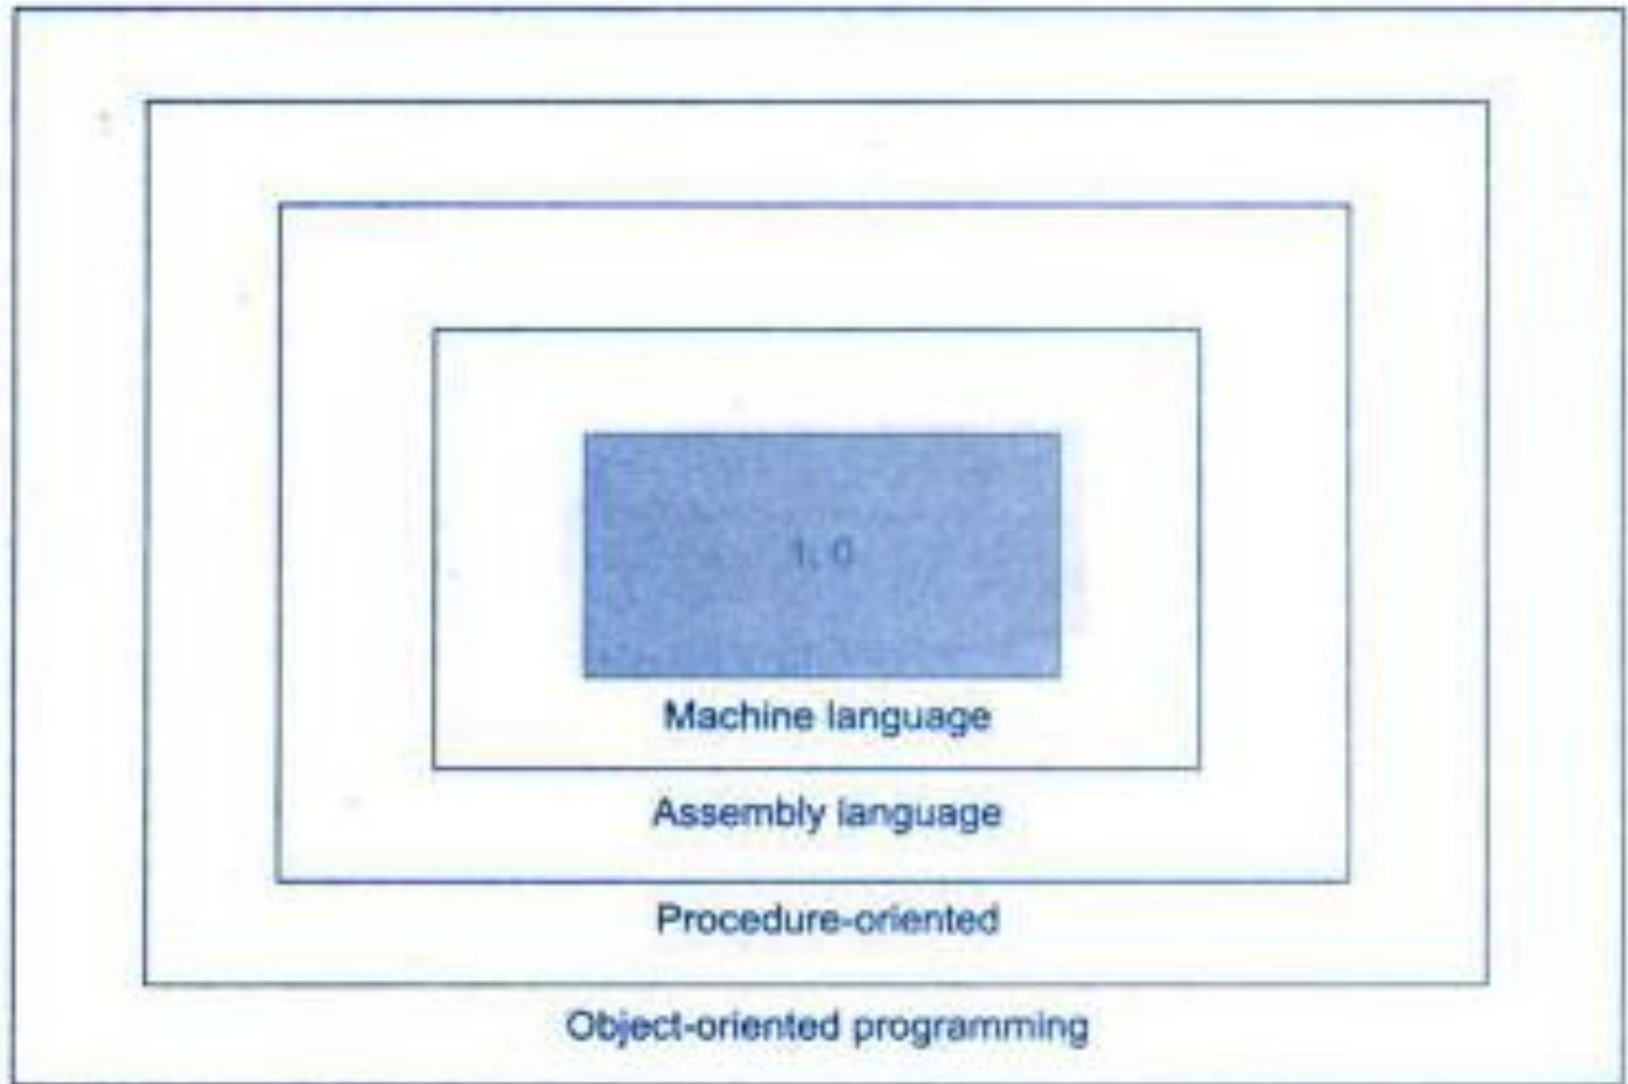 1, 0
Machine language
Assembly language
Procedure-oriented
Object-oriented programming